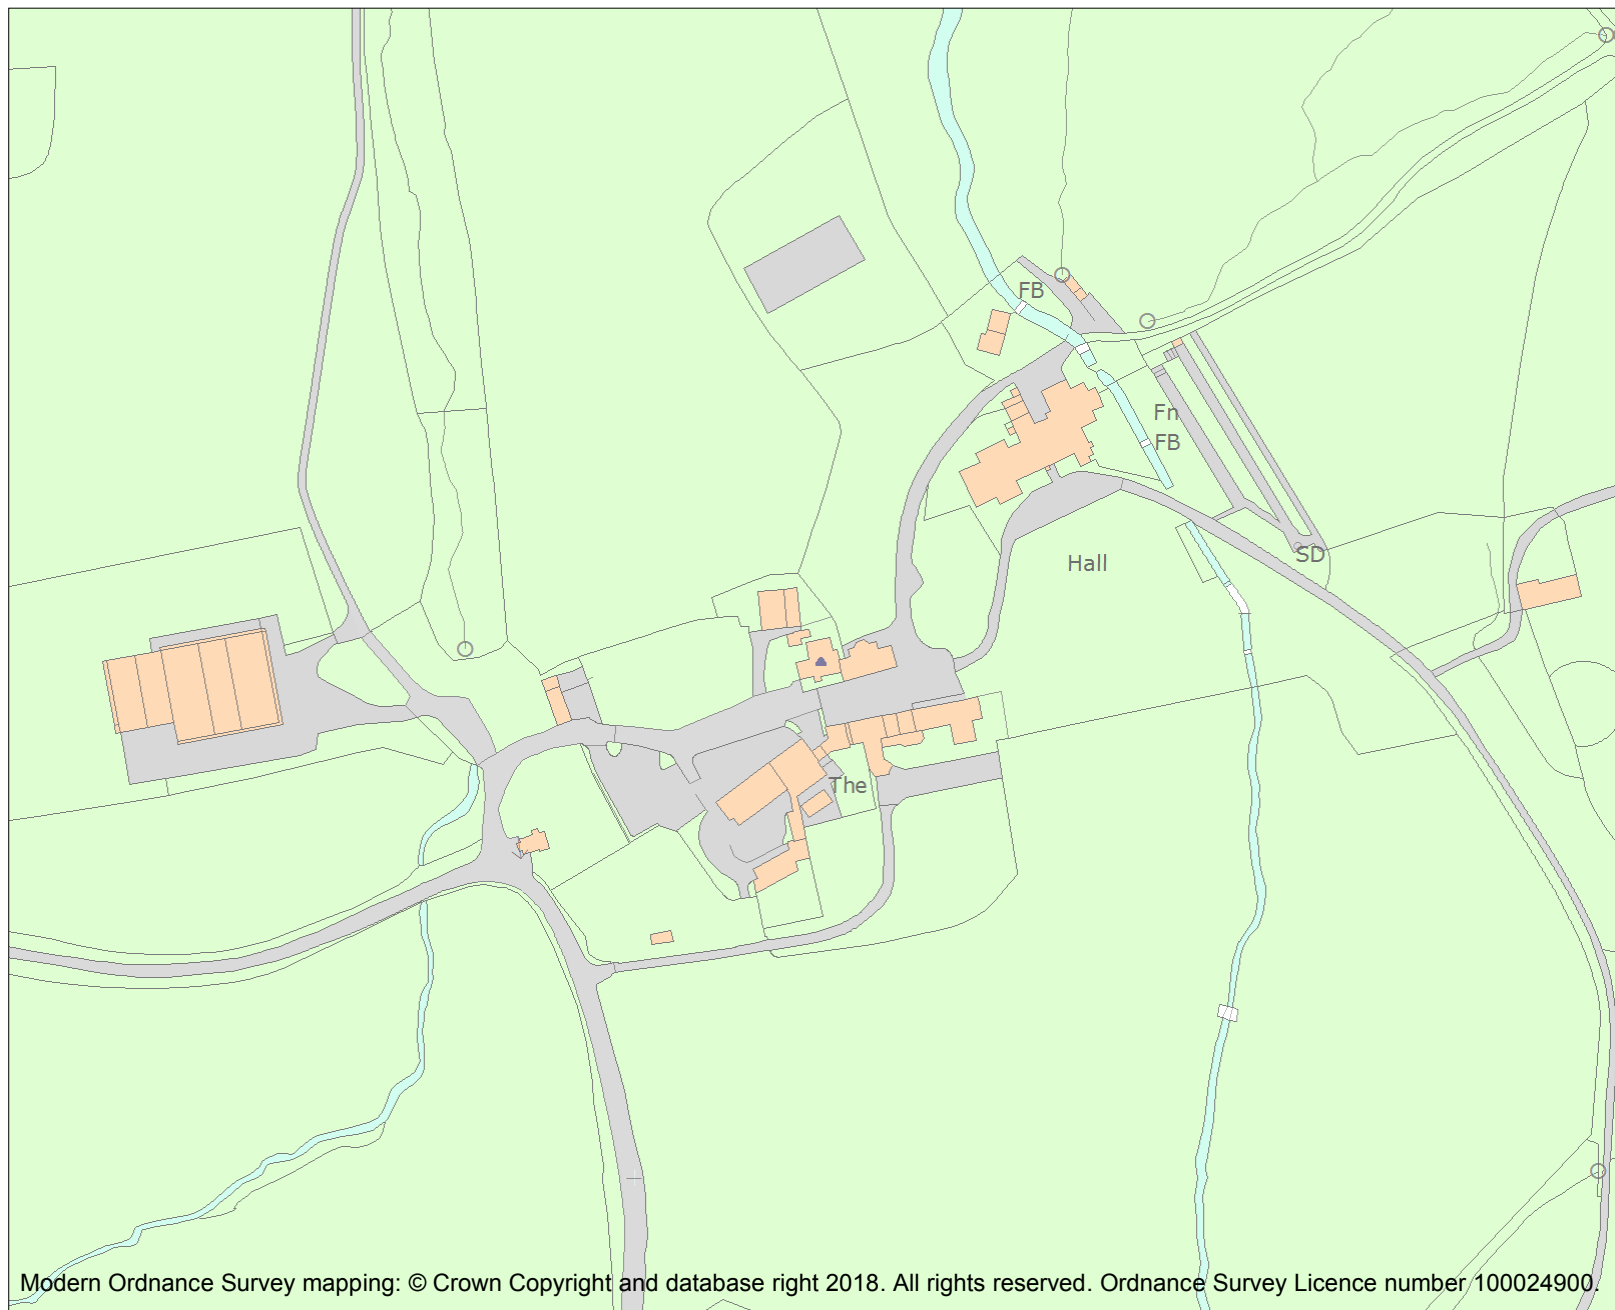 FB
Fn
FB
SD
Hall
The
Modern Ordnance Survey mapping: © Crown Copyright and database right 2018. All rights reserved. Ordnance Survey Licence number 100024900.